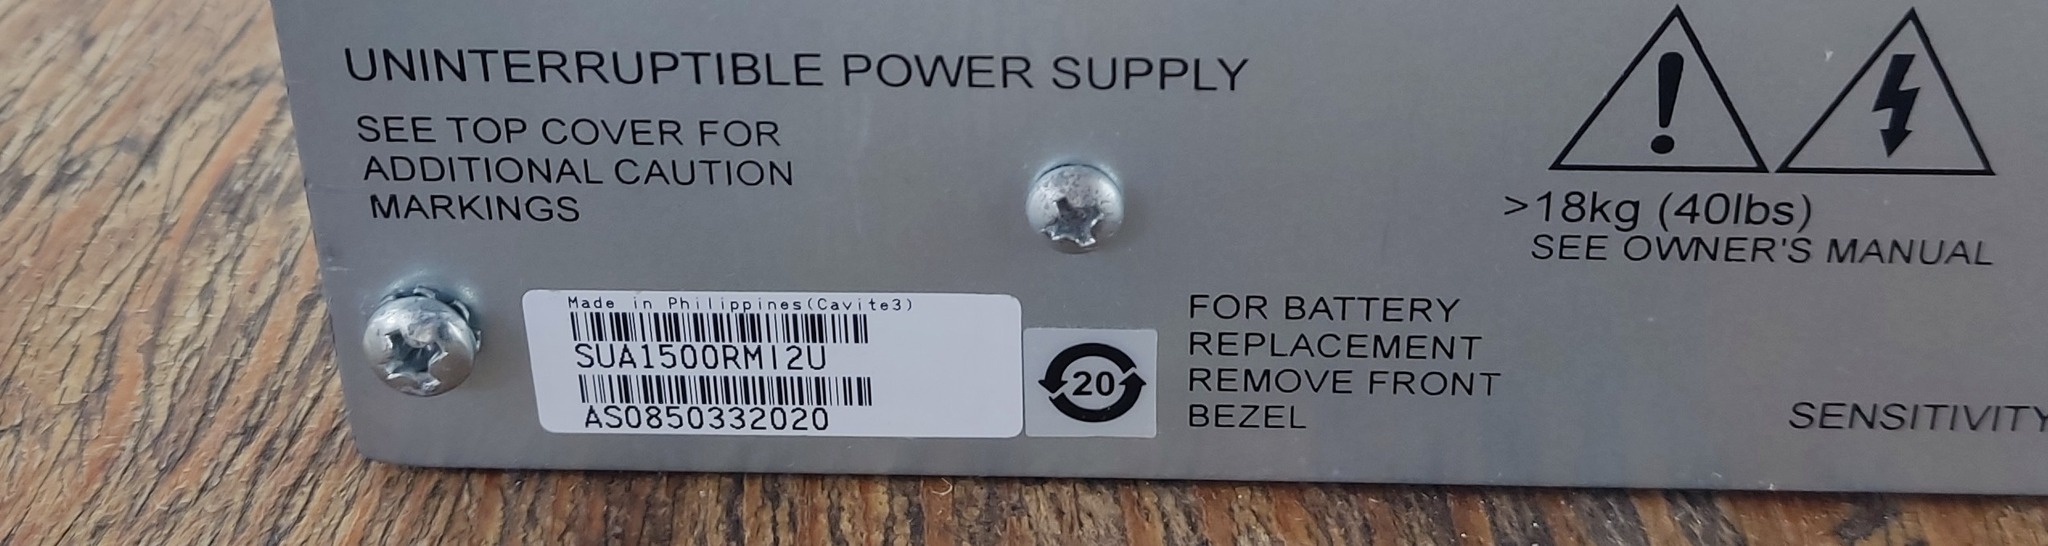 UNINTERRUPTIBLE POWER SUPPLY
SEE TOP COVER FOR
ADDITIONAL CAUTION
MARKINGS
>18kg (40lbs)
SEE OWNER'S MANUAL
Made in Philippines(Cavite3)
SUA1500RMI2U
AS0850332020
20
FOR BATTERY
REPLACEMENT
REMOVE FRONT
BEZEL
SENSITIVITY